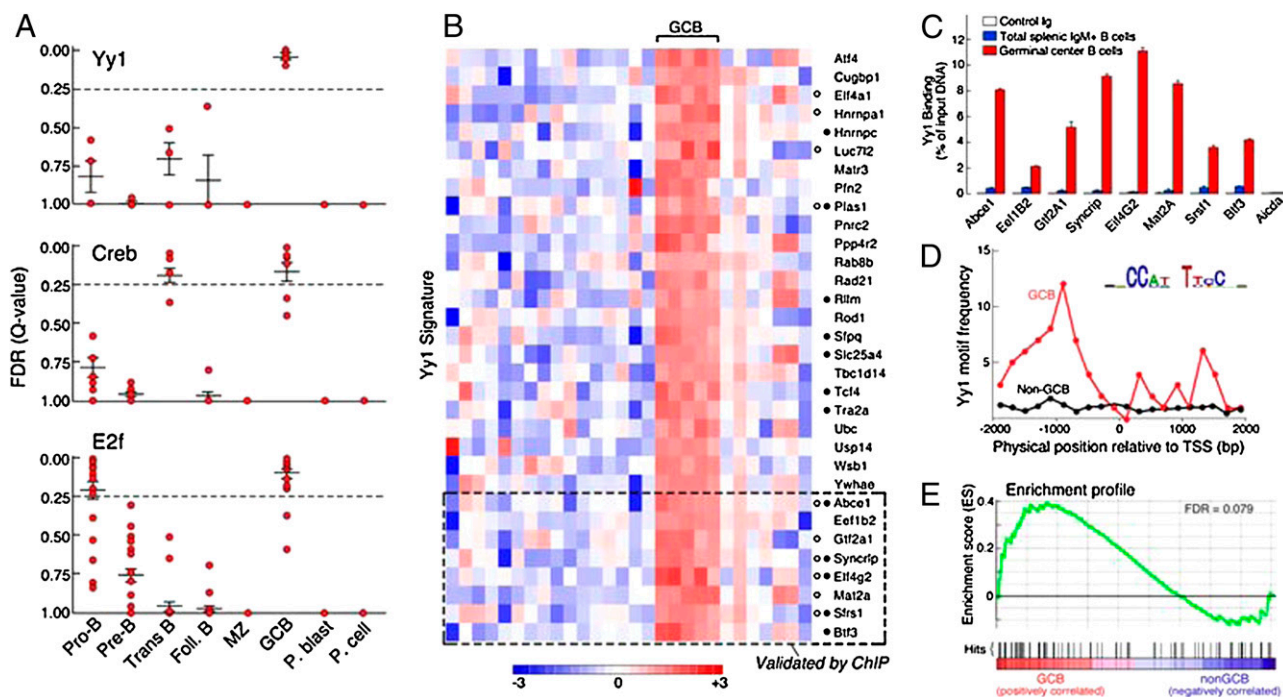 A
Yy1
0.00
0.25
0.50
0.75
1.00
Creb
0.00
0.25
0.75
1.00
E2f
0.00
0.25
0.50
0.75
1.00
FDR (Q-value)
Pro-B
Pre-B
Trans B
Foll. B
MZ
GCB
P. blast
P. cell
B
GCB
Yy1 Signature
Atf4
Cugbp1
Elf4a1
Hnrnpa1
Hnrnpc
Luc7l2
Matr3
Pfn2
Plas1
Pnrc2
Ppp4r2
Rab8b
Rad21
Rlim
Rod1
Sfpq
Slc25a4
Tbc1d14
Tcf4
Tra2a
Ubc
Usp14
Wsb1
Ywhae
Abce1
Eef1b2
Gtf2a1
Syncrip
Elf4g2
Mat2a
Sfrs1
Btf3
Validated by ChIP
-3
0
+3
C
Control Ig
Total splenic IgM+ B cells
Germinal center B cells
Yy1 Binding
(% of input DNA)
12
10
8
6
4
2
0
Abce1
Eef1B2
Gtf2A1
Syncrip
Eif4G2
Mat2A
Srsf1
Btf3
Aicda
D
Yy1 motif frequency
15
10
5
GCB
Non-GCB
CCAT TTGC
-2000
-1000
0
1000
2000
Physical position relative to TSS (bp)
E
Enrichment profile
FDR = 0.079
Enrichment score (ES)
0.4
0.2
0
Hits
GCB
(positively correlated)
nonGCB
(negatively correlated)